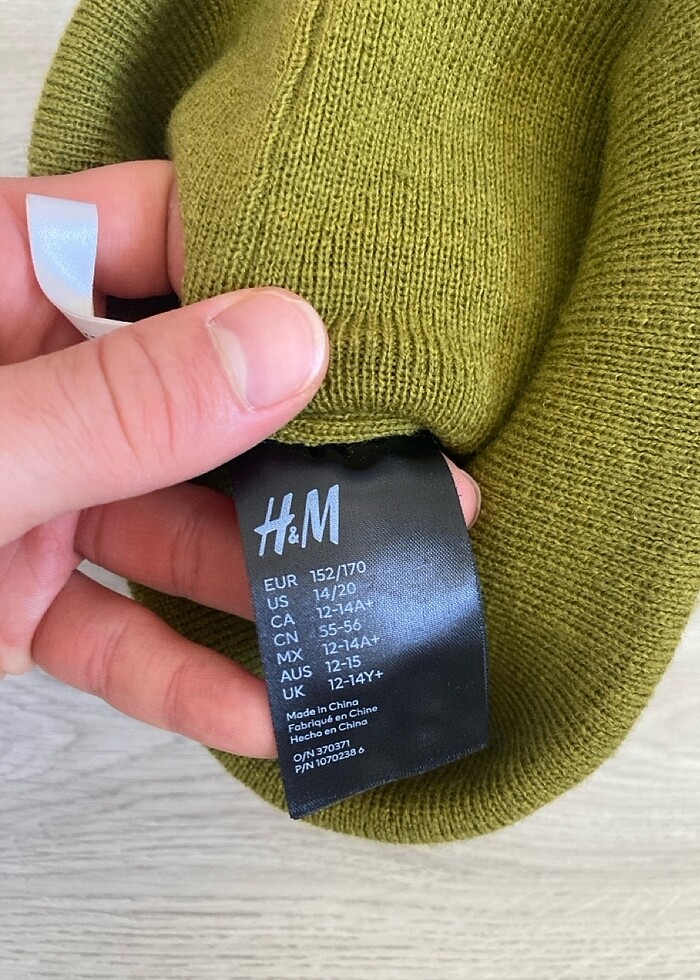 H&M
EUR 152/170
US 14/20
CA 12-14A+
CN 55-56
MX 12-14A+
AUS 12-15
UK 12-14Y+
Made in China
Fabriqué en Chine
Hecho en China
O/N 370371
P/N 1070238 6